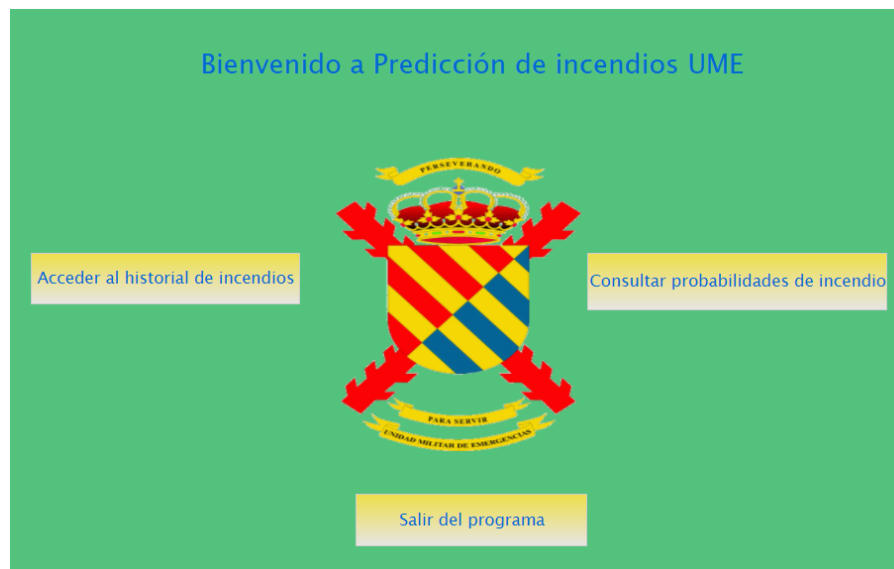 Bienvenido a Predicción de incendios UME
PERSEVERANDO
Acceder al historial de incendios
Consultar probabilidades de incendio
PARA SERVIR
UNIDAD MILITAR DE EMERGENCIAS
Salir del programa